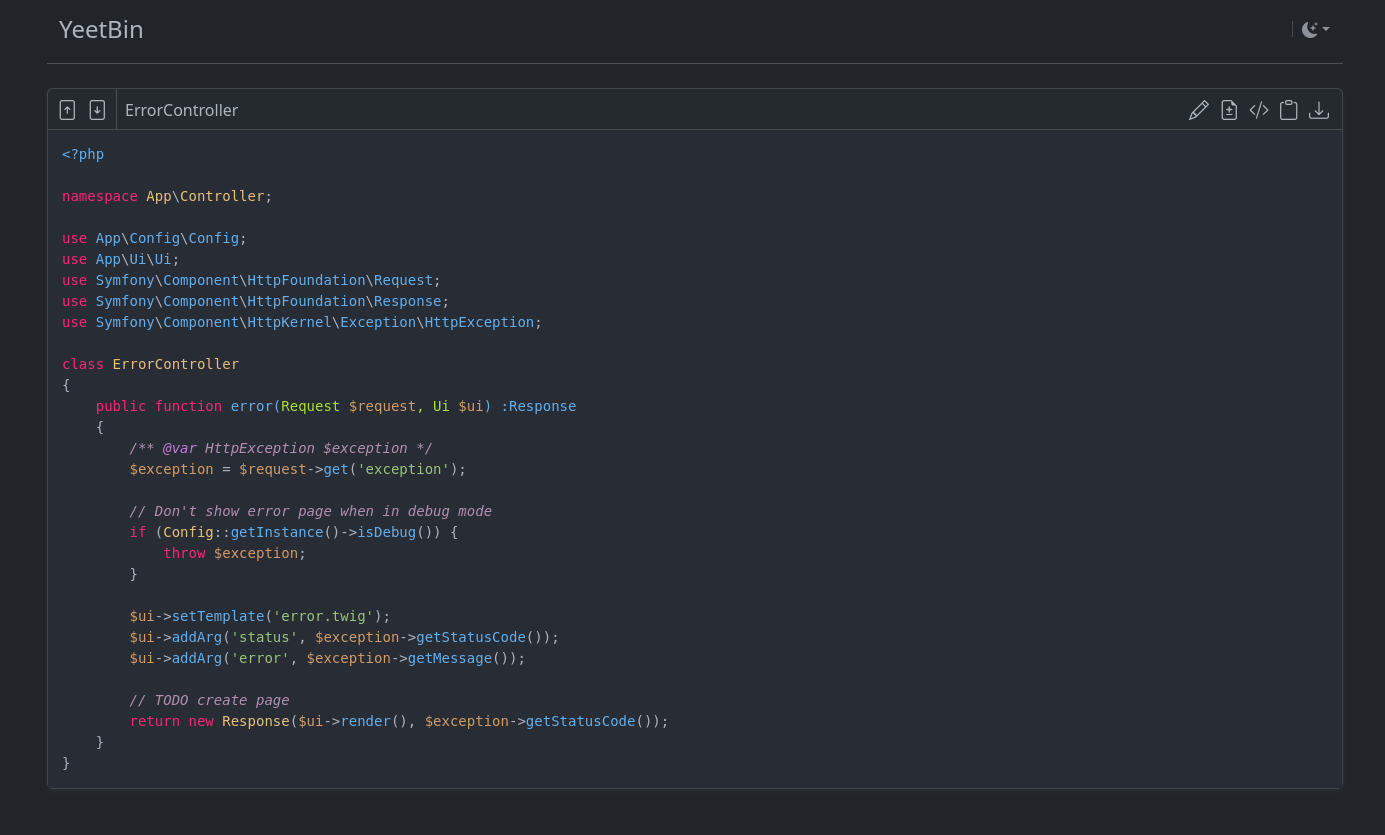 YeetBin
ErrorController
<?php
namespace App\Controller;
use App\Config\Config;
use App\Ui\Ui;
use Symfony\Component\HttpFoundation\Request;
use Symfony\Component\HttpFoundation\Response;
use Symfony\Component\HttpKernel\Exception\HttpException;
class ErrorController
{
    public function error(Request $request, Ui $ui) :Response
    {
        /** @var HttpException $exception */
        $exception = $request->get('exception');
        // Don't show error page when in debug mode
        if (Config::getInstance()->isDebug()) {
            throw $exception;
        }
        $ui->setTemplate('error.twig');
        $ui->addArg('status', $exception->getStatusCode());
        $ui->addArg('error', $exception->getMessage());
        // TODO create page
        return new Response($ui->render(), $exception->getStatusCode());
    }
}